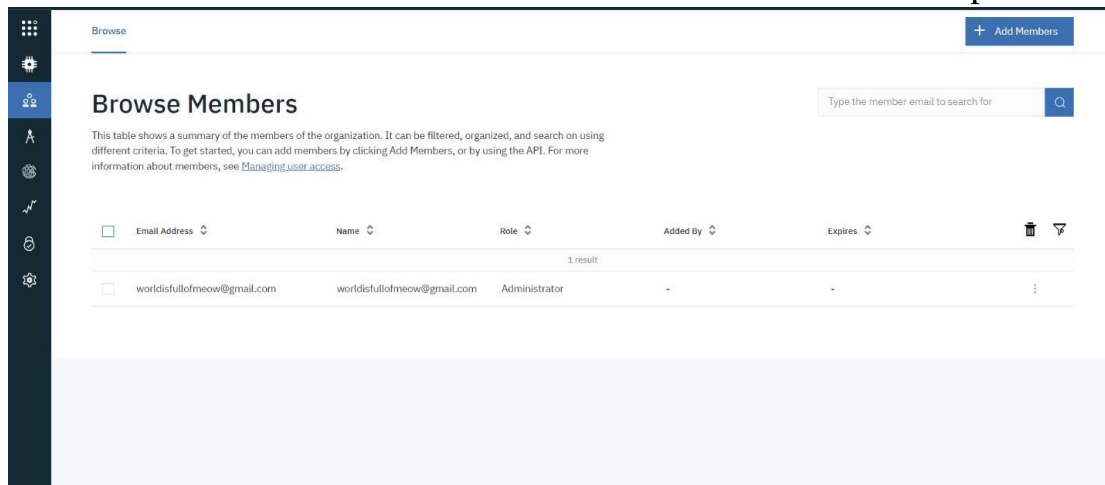 Browse
+ Add Members
Browse Members
Type the member email to search for
This table shows a summary of the members of the organization. It can be filtered, organized, and search on using
different criteria. To get started, you can add members by clicking Add Members, or by using the API. For more
information about members, see Managing user access.
Email Address Name Role Added By Expires
1 result
worldisfullofmeow@gmail.com worldisfullofmeow@gmail.com Administrator - -